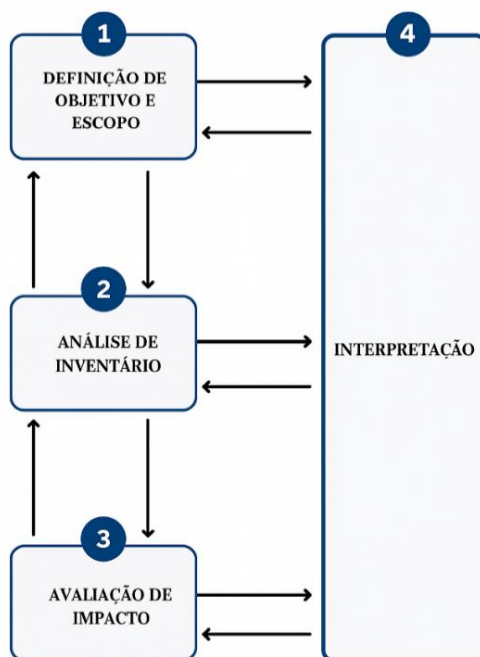 1
DEFINIÇÃO DE
OBJETIVO E
ESCOPO
2
ANÁLISE DE
INVENTÁRIO
3
AVALIAÇÃO DE
IMPACTO
4
INTERPRETAÇÃO